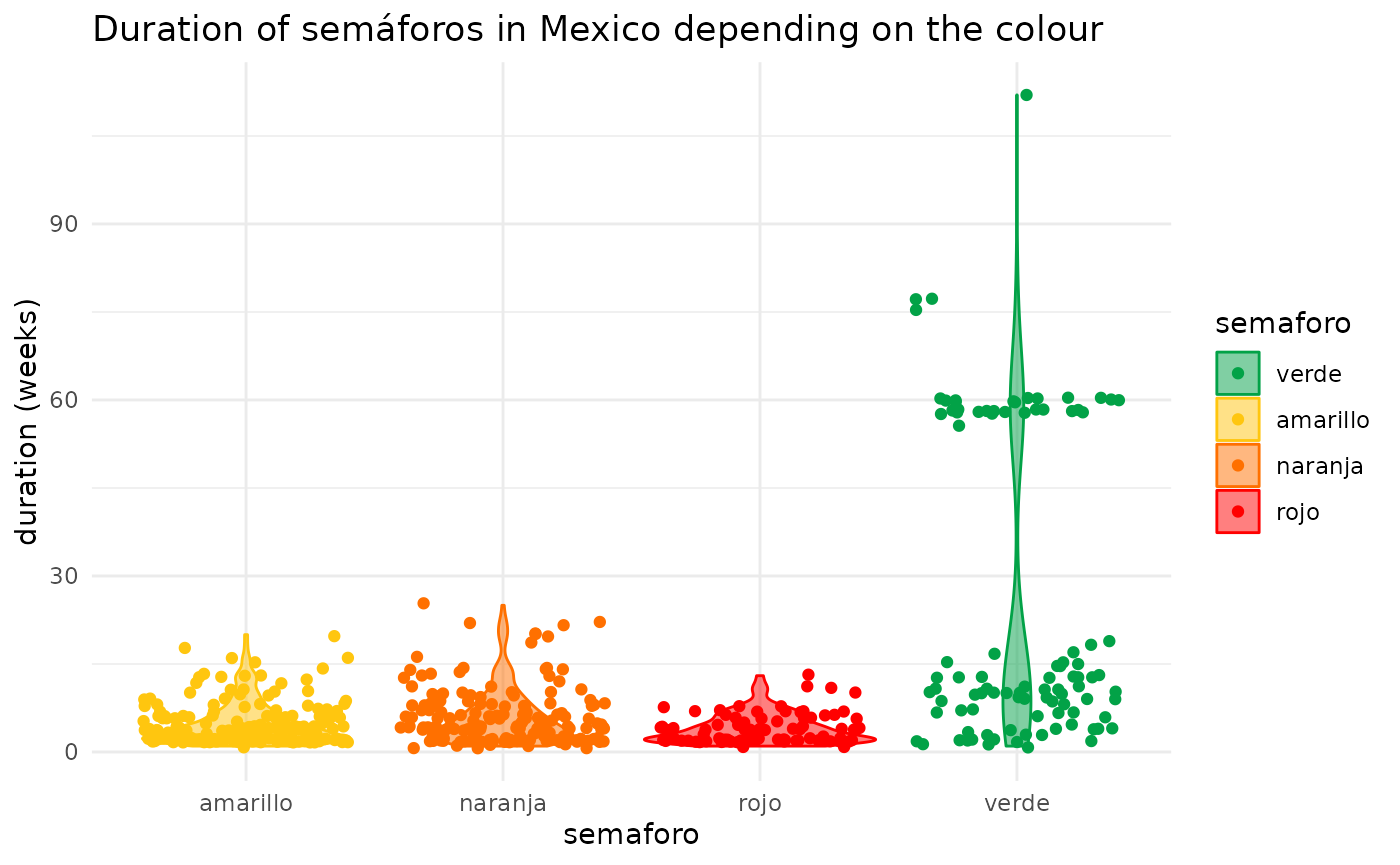 Duration of semáforos in Mexico depending on the colour
duration (weeks)
90
60
30
0
amarillo
naranja
rojo
verde
semaforo
semaforo
verde
amarillo
naranja
rojo